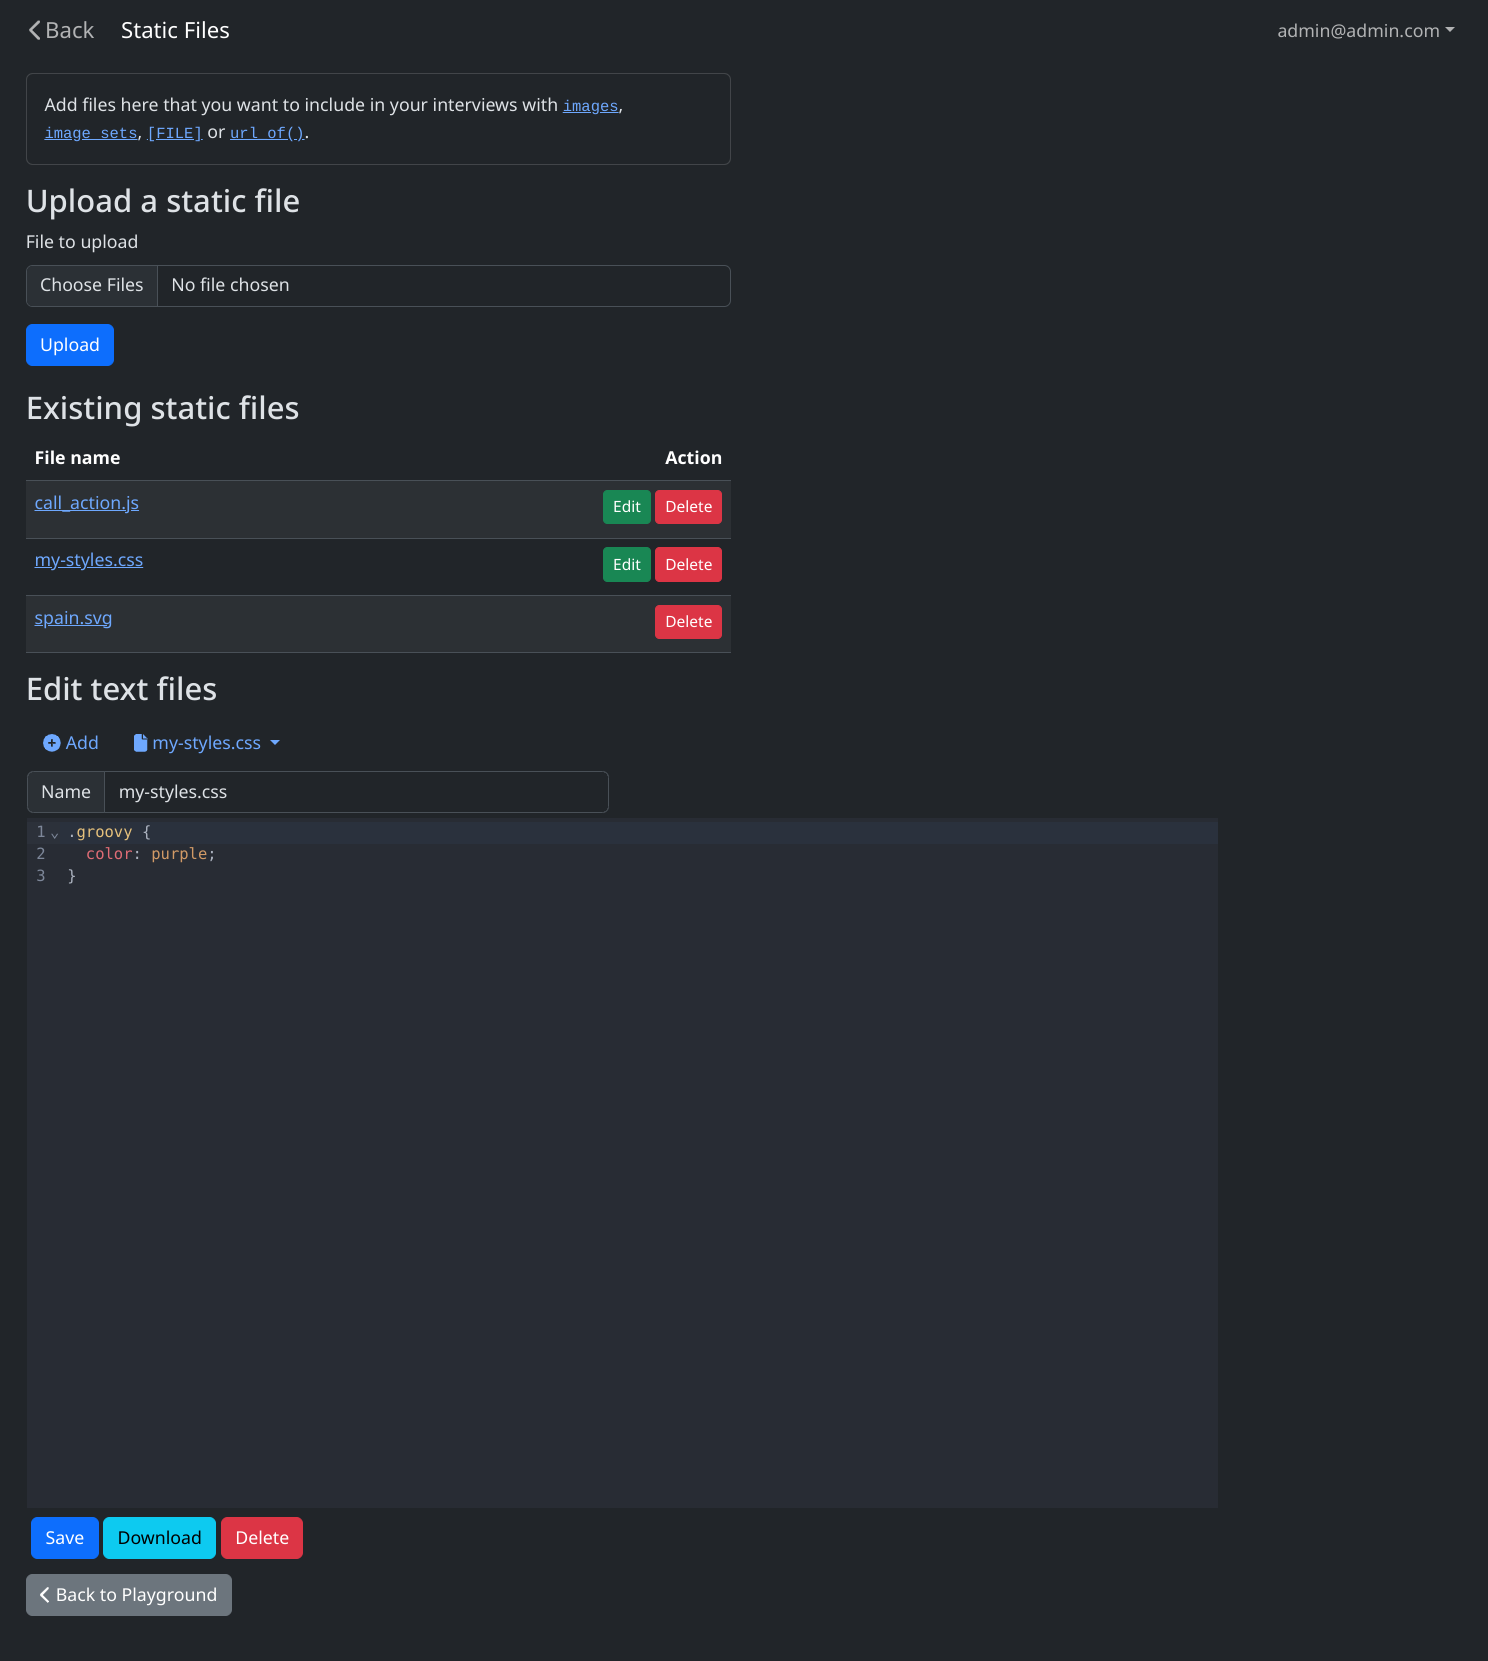 Back Static Files admin@admin.com
Add files here that you want to include in your interviews with images,
image sets, [FILE] or url_of().
Upload a static file
File to upload
Choose Files No file chosen
Upload
Existing static files
File name Action
call_action.js Edit Delete
my-styles.css Edit Delete
spain.svg Delete
Edit text files
Add my-styles.css
Name my-styles.css
1 .groovy {
2 color: purple;
3 }
Save Download Delete
Back to Playground